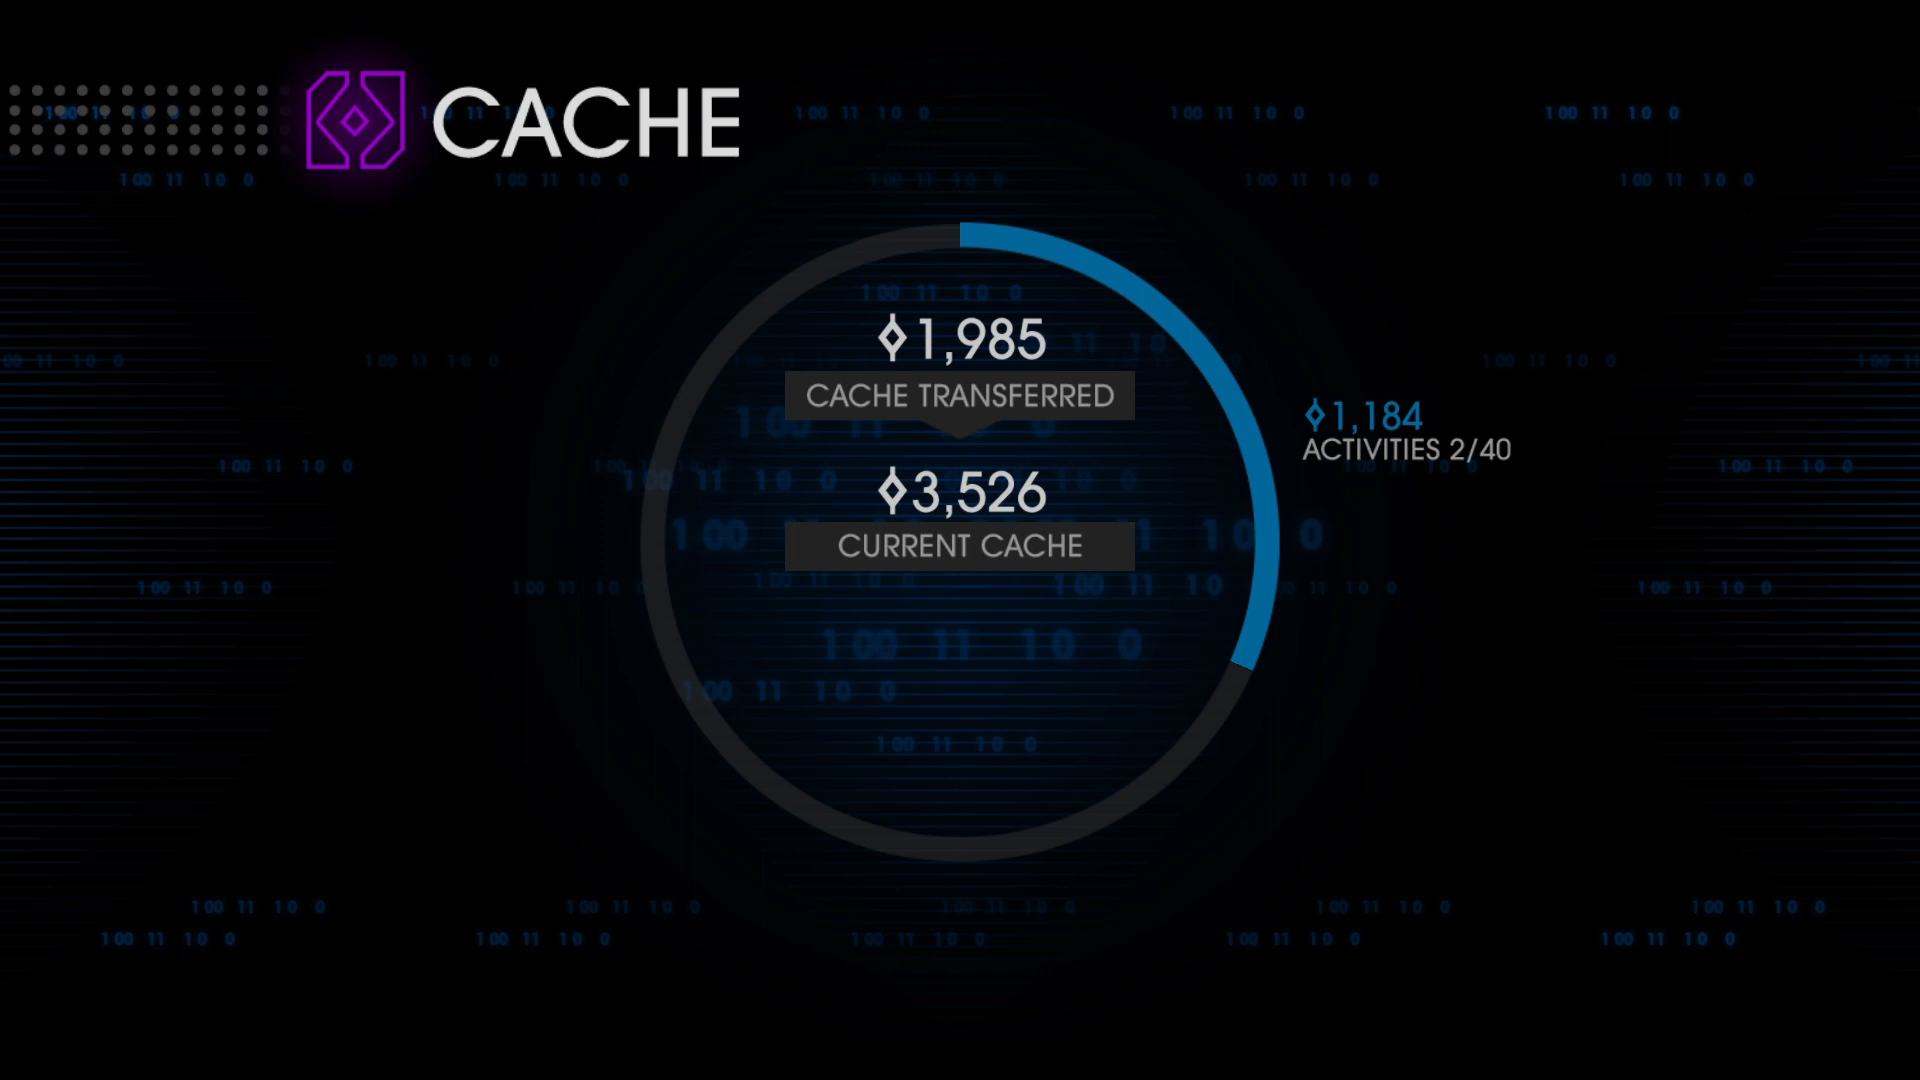 CACHE
1,985
CACHE TRANSFERRED
3,526
CURRENT CACHE
1,184
ACTIVITIES 2/40